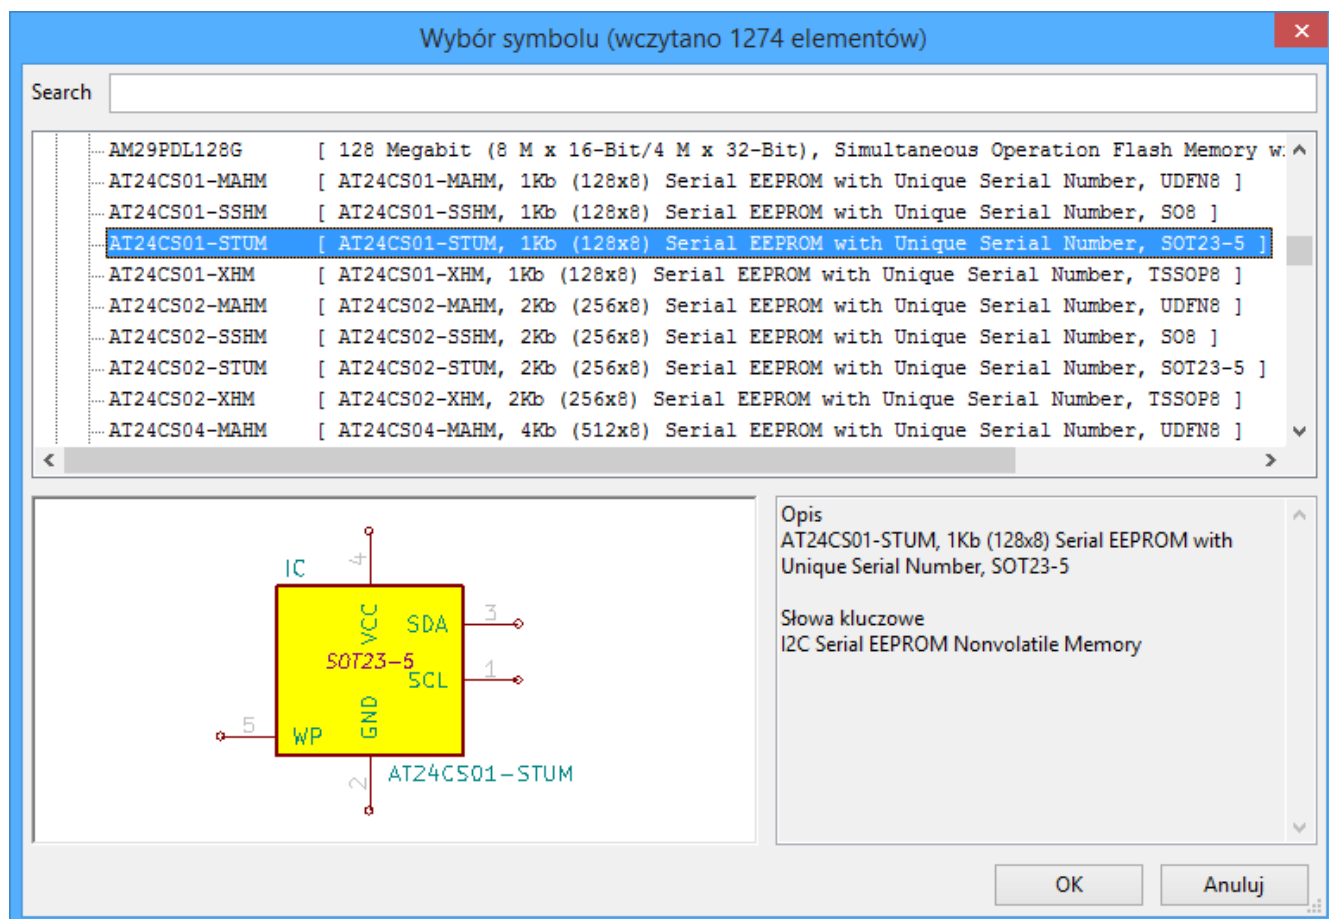 Wybór symbolu (wczytano 1274 elementów)
Search
AM29PDL128G [ 128 Megabit (8 M x 16-Bit/4 M x 32-Bit), Simultaneous Operation Flash Memory
AT24CS01-MAHM [ AT24CS01-MAHM, 1Kb (128x8) Serial EEPROM with Unique Serial Number, UDFN8 ]
AT24CS01-SSHM [ AT24CS01-SSHM, 1Kb (128x8) Serial EEPROM with Unique Serial Number, SO8 ]
AT24CS01-STUM [ AT24CS01-STUM, 1Kb (128x8) Serial EEPROM with Unique Serial Number, SOT23-5 ]
AT24CS01-XHM [ AT24CS01-XHM, 1Kb (128x8) Serial EEPROM with Unique Serial Number, TSSOP8 ]
AT24CS02-MAHM [ AT24CS02-MAHM, 2Kb (256x8) Serial EEPROM with Unique Serial Number, UDFN8 ]
AT24CS02-SSHM [ AT24CS02-SSHM, 2Kb (256x8) Serial EEPROM with Unique Serial Number, SO8 ]
AT24CS02-STUM [ AT24CS02-STUM, 2Kb (256x8) Serial EEPROM with Unique Serial Number, SOT23-5 ]
AT24CS02-XHM [ AT24CS02-XHM, 2Kb (256x8) Serial EEPROM with Unique Serial Number, TSSOP8 ]
AT24CS04-MAHM [ AT24CS04-MAHM, 4Kb (512x8) Serial EEPROM with Unique Serial Number, UDFN8 ]
IC
4
VCC
SDA
3
SOT23-5
SCL
1
GND
5
WP
2
AT24CS01-STUM
Opis
AT24CS01-STUM, 1Kb (128x8) Serial EEPROM with
Unique Serial Number, SOT23-5
Słowa kluczowe
I2C Serial EEPROM Nonvolatile Memory
OK
Anuluj